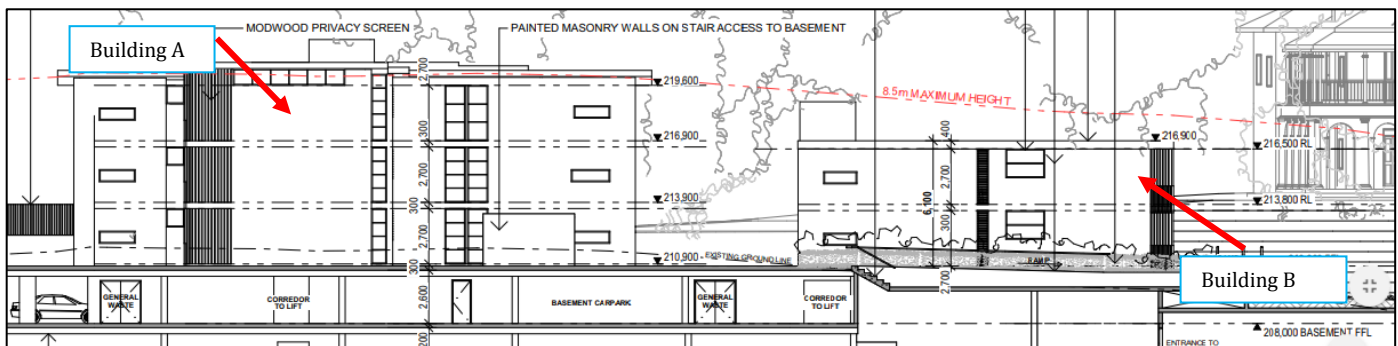 MODWOOD PRIVACY SCREEN
PAINTED MASONRY WALLS ON STAIR ACCESS TO BASEMENT
Building A
2,700
219,600
8.5m MAXIMUM HEIGHT
300
216,900
400
216,900
216,500 RL
2,700
2,700
6,100
300
213,900
213,800 RL
2,700
300
210,900
EXISTING GROUND LINE
RAMP
300
2,700
Building B
GENERAL
WASTE
CORREDOR
TO LIFT
2,600
BASEMENT CARPARK
GENERAL
WASTE
CORREDOR
TO LIFT
208,000 BASEMENT FFL
ENTRANCE TO